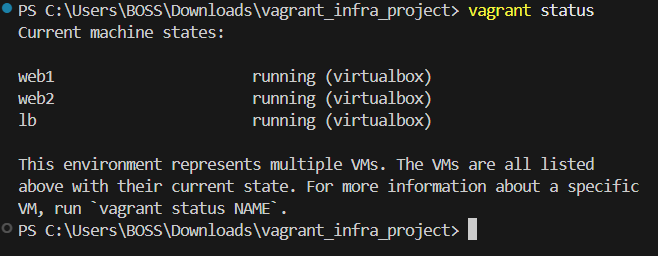 PS C:\Users\BOSS\Downloads\vagrant_infra_project> vagrant status
Current machine states:
web1                      running (virtualbox)
web2                      running (virtualbox)
lb                        running (virtualbox)
This environment represents multiple VMs. The VMs are all listed
above with their current state. For more information about a specific
VM, run `vagrant status NAME`.
PS C:\Users\BOSS\Downloads\vagrant_infra_project>